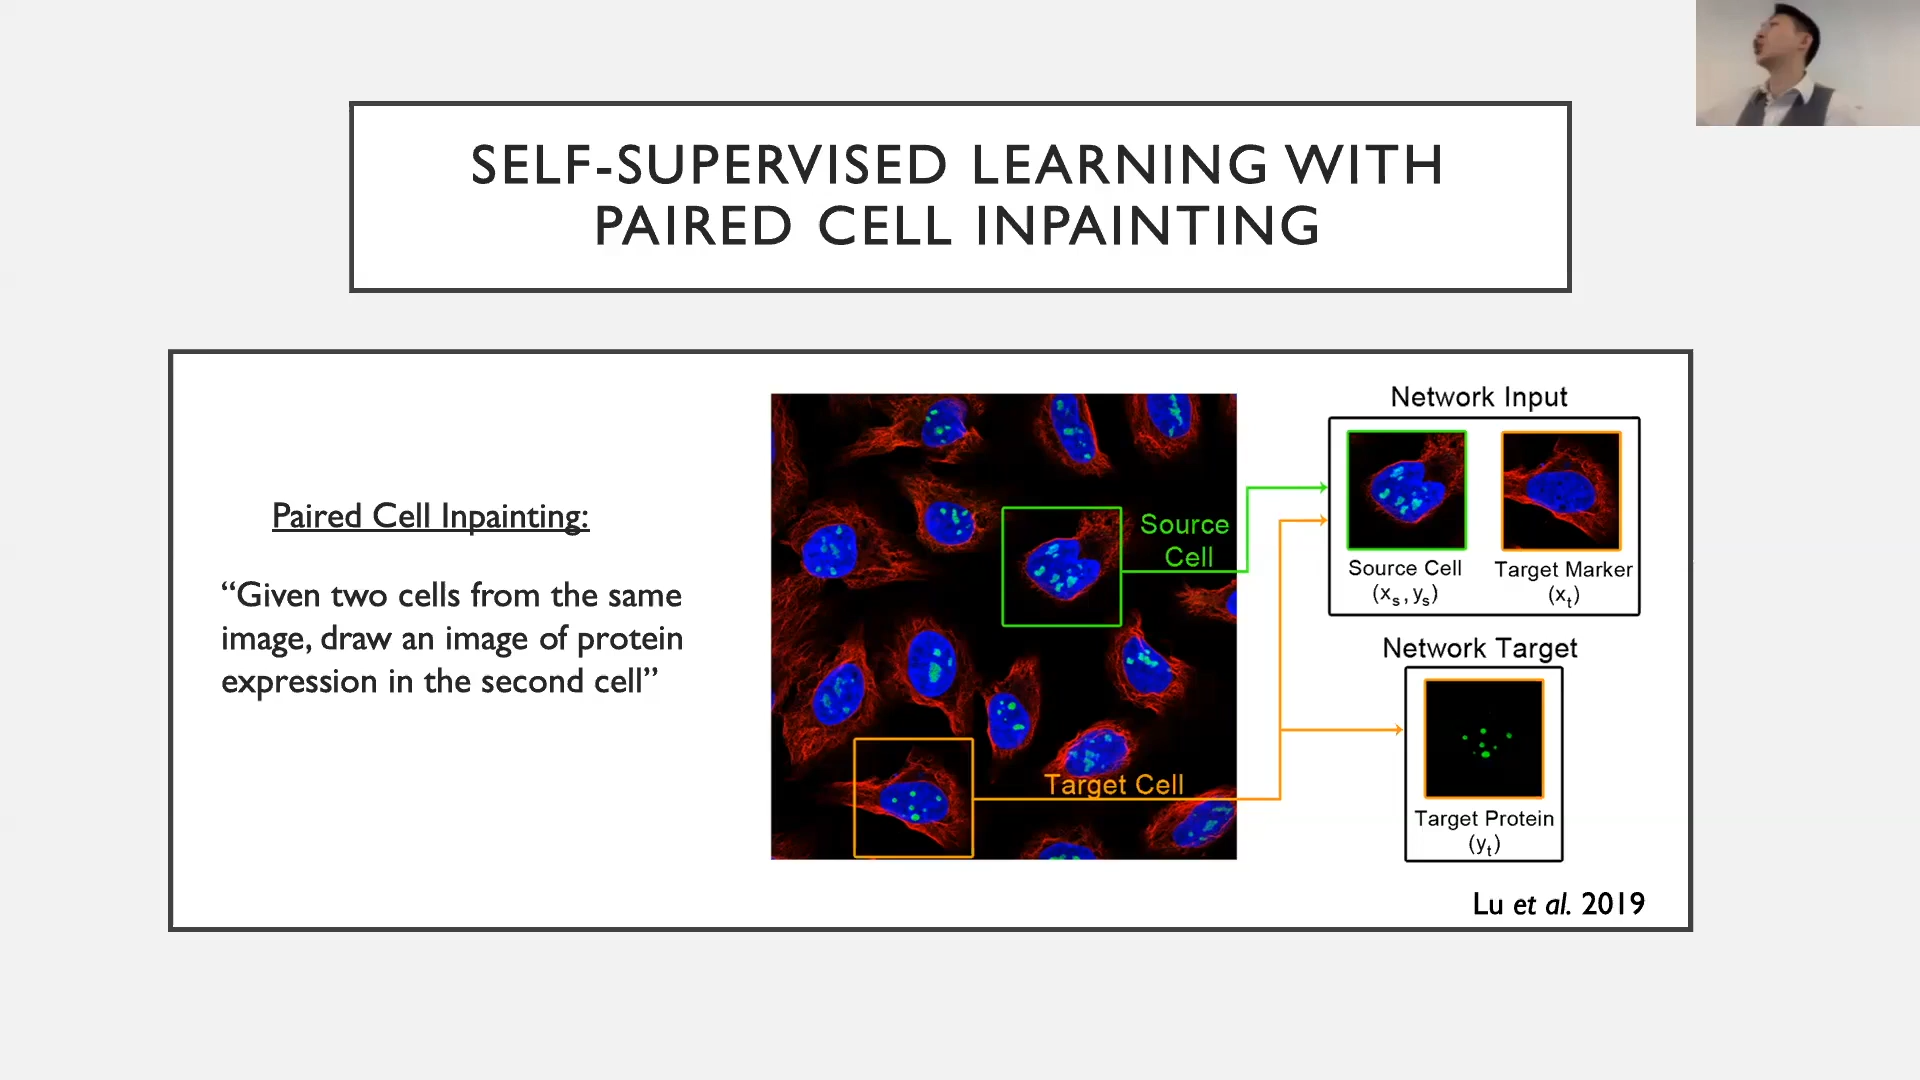 SELF-SUPERVISED LEARNING WITH
PAIRED CELL INPAINTING
Paired Cell Inpainting:
“Given two cells from the same
image, draw an image of protein
expression in the second cell”
Source
Cell
Target Cell
Network Input
Source Cell
(xs, ys)
Target Marker
(xt)
Network Target
Target Protein
(yt)
Lu et al. 2019